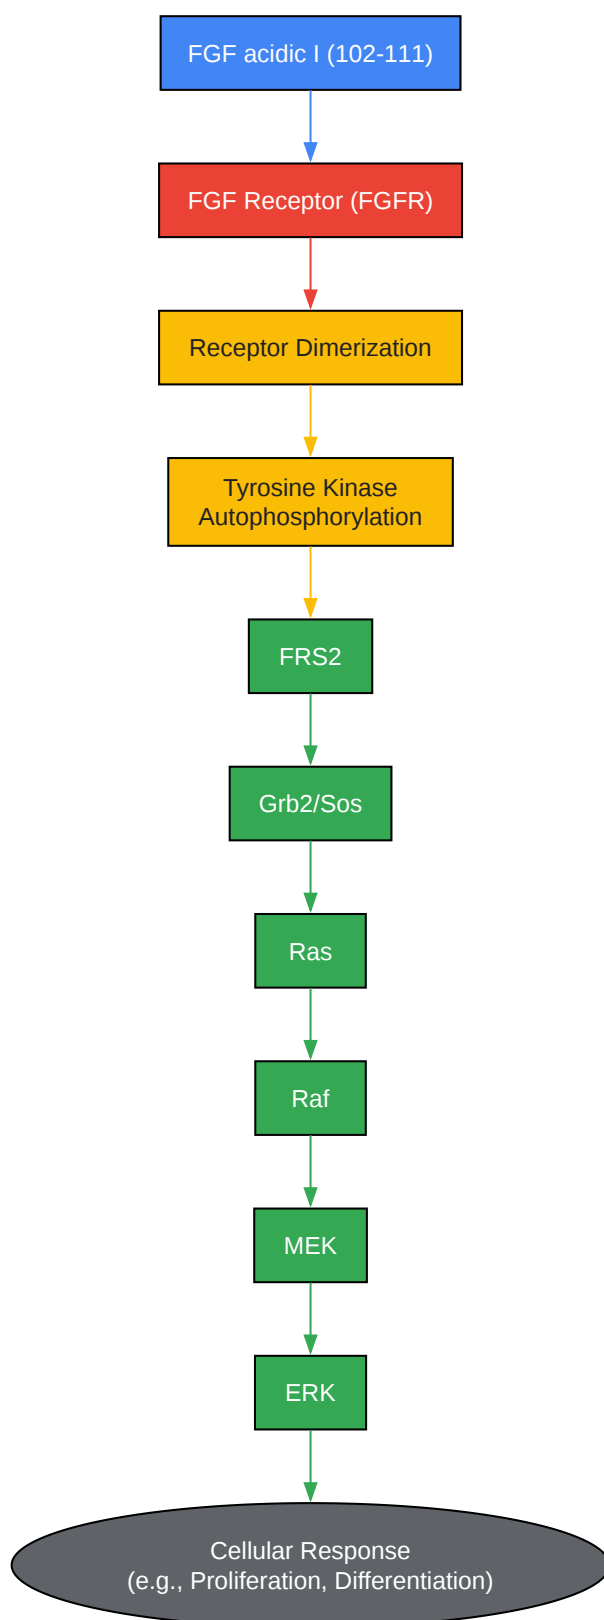 FGF acidic I (102-111)
FGF Receptor (FGFR)
Receptor Dimerization
Tyrosine Kinase
Autophosphorylation
FRS2
Grb2/Sos
Ras
Raf
MEK
ERK
Cellular Response
(e.g., Proliferation, Differentiation)